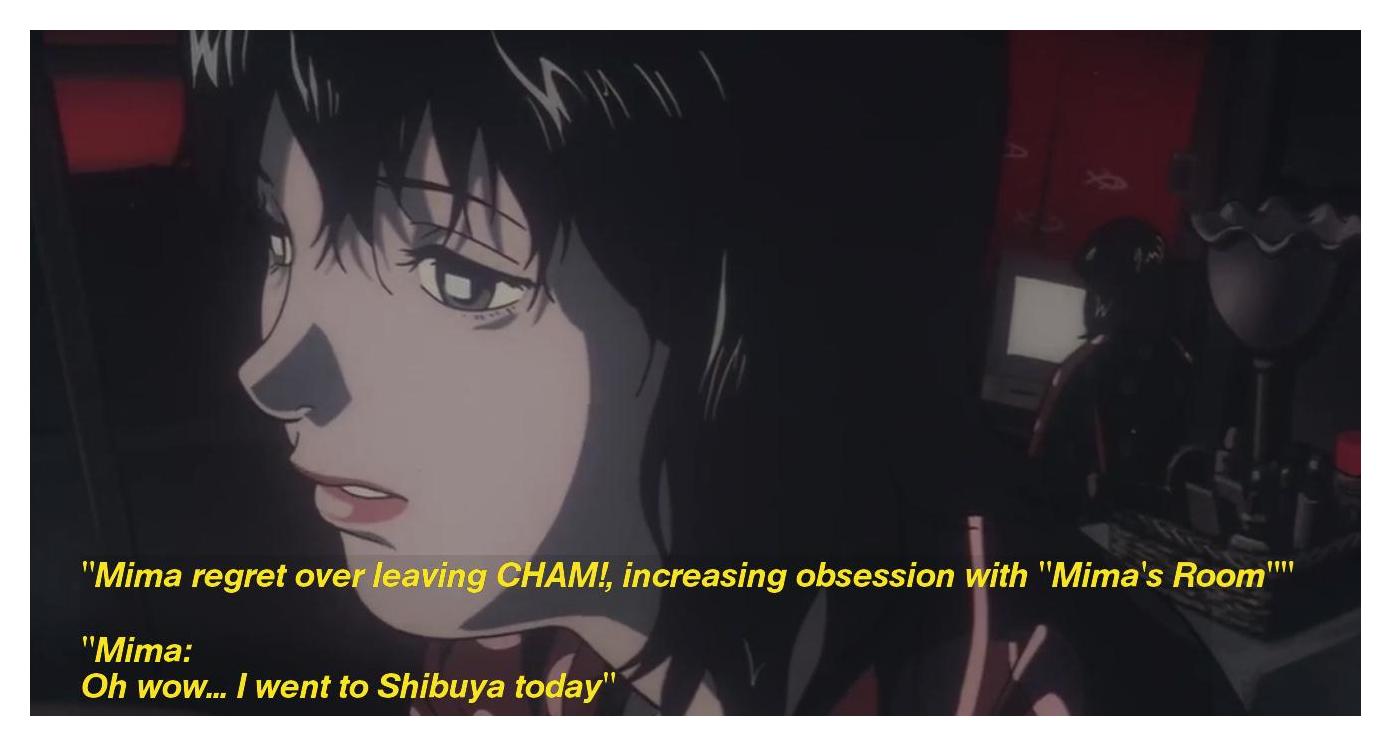 "Mima regret over leaving CHAM!, increasing obsession with "Mima's Room""
"Mima:
Oh wow... I went to Shibuya today"